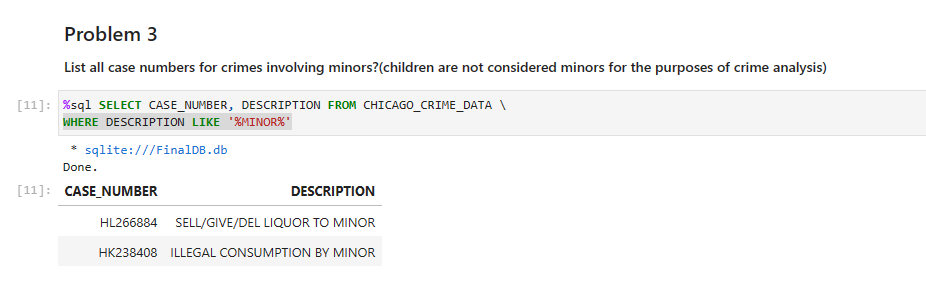 Problem 3
List all case numbers for crimes involving minors?(children are not considered minors for the purposes of crime analysis)
[11]: %sql SELECT CASE_NUMBER, DESCRIPTION FROM CHICAGO_CRIME_DATA \
WHERE DESCRIPTION LIKE '%MINOR%'
* sqlite:///FinalDB.db
Done.
[11]: CASE_NUMBER DESCRIPTION
HL266884 SELL/GIVE/DEL LIQUOR TO MINOR
HK238408 ILLEGAL CONSUMPTION BY MINOR